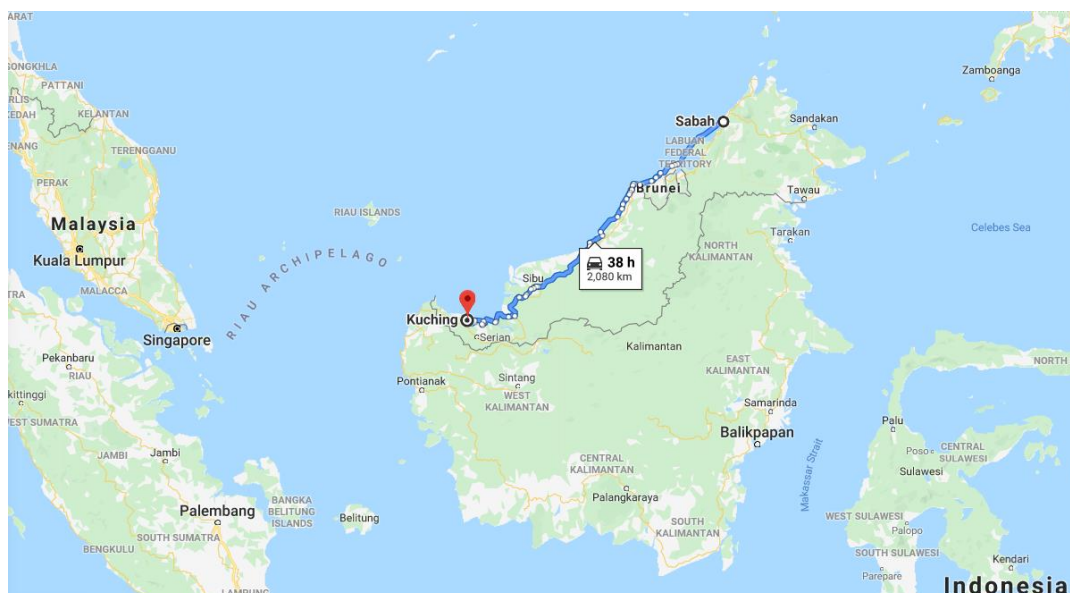 SONGKHLA
PATTANI
KEDAH
KELANTAN
TERENGGANU
PERAK
Malaysia
Kuala Lumpur
MALACCA
Singapore
RIAU ISLANDS
RIAU ARCHIPELAGO
Pekanbaru
RIAU
WEST SUMATRA
JAMBI
Jambi
Palembang
SOUTH SUMATRA
BENGKULU
LAMPUNG
BANGKA
BELITUNG
ISLANDS
Belitung
Sabah
Sandakan
LABUAN
FEDERAL
TERRITORY
Brunei
Tawau
Tarakan
NORTH
KALIMANTAN
38 h
2,080 km
Sibu
Kuching
Serian
Kalimantan
Pontianak
Sintang
WEST
KALIMANTAN
EAST
KALIMANTAN
Samarinda
Balikpapan
CENTRAL
KALIMANTAN
Palangkaraya
SOUTH
KALIMANTAN
Makassar Strait
Zamboanga
Celebes Sea
NORTH
Palu
Poso
CENTRAL
SULAWESI
Sulawesi
WEST SULAWESI
Palopo
SOUTH
SULAWESI
Kendari
Parepare
Indonesia